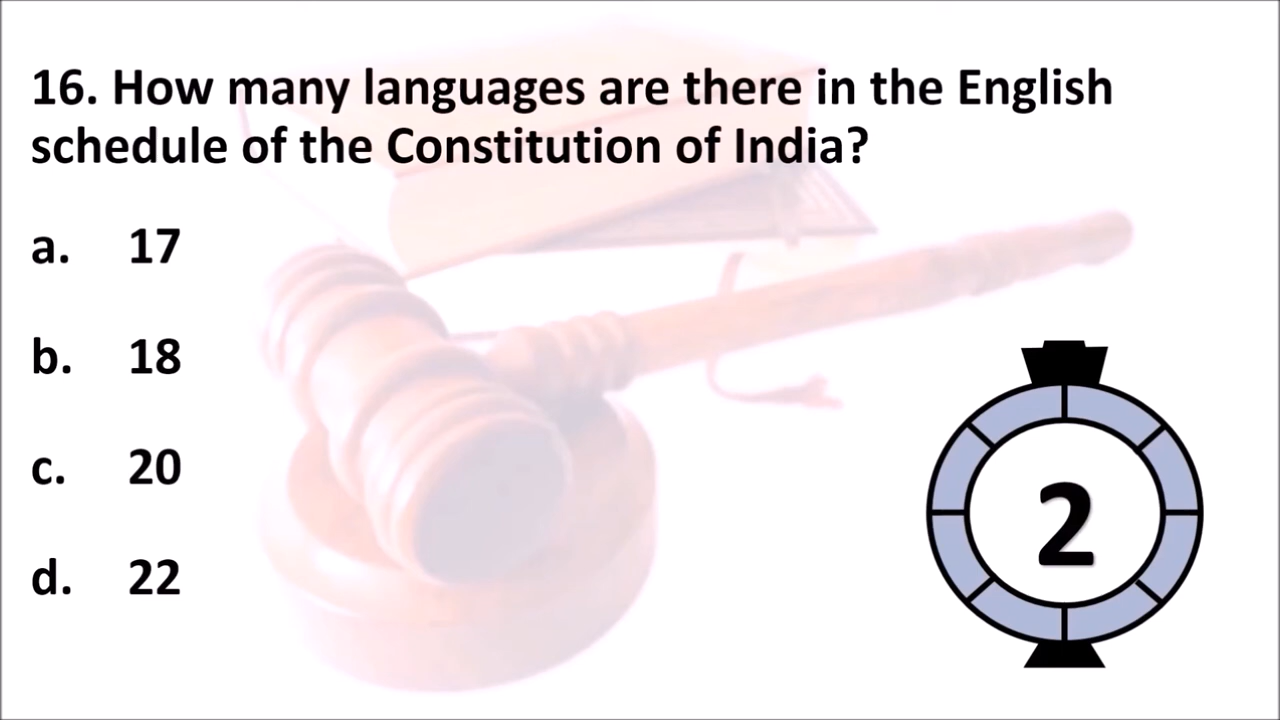 16. How many languages are there in the English
schedule of the Constitution of India?
a. 17
b. 18
c. 20
d. 22
2